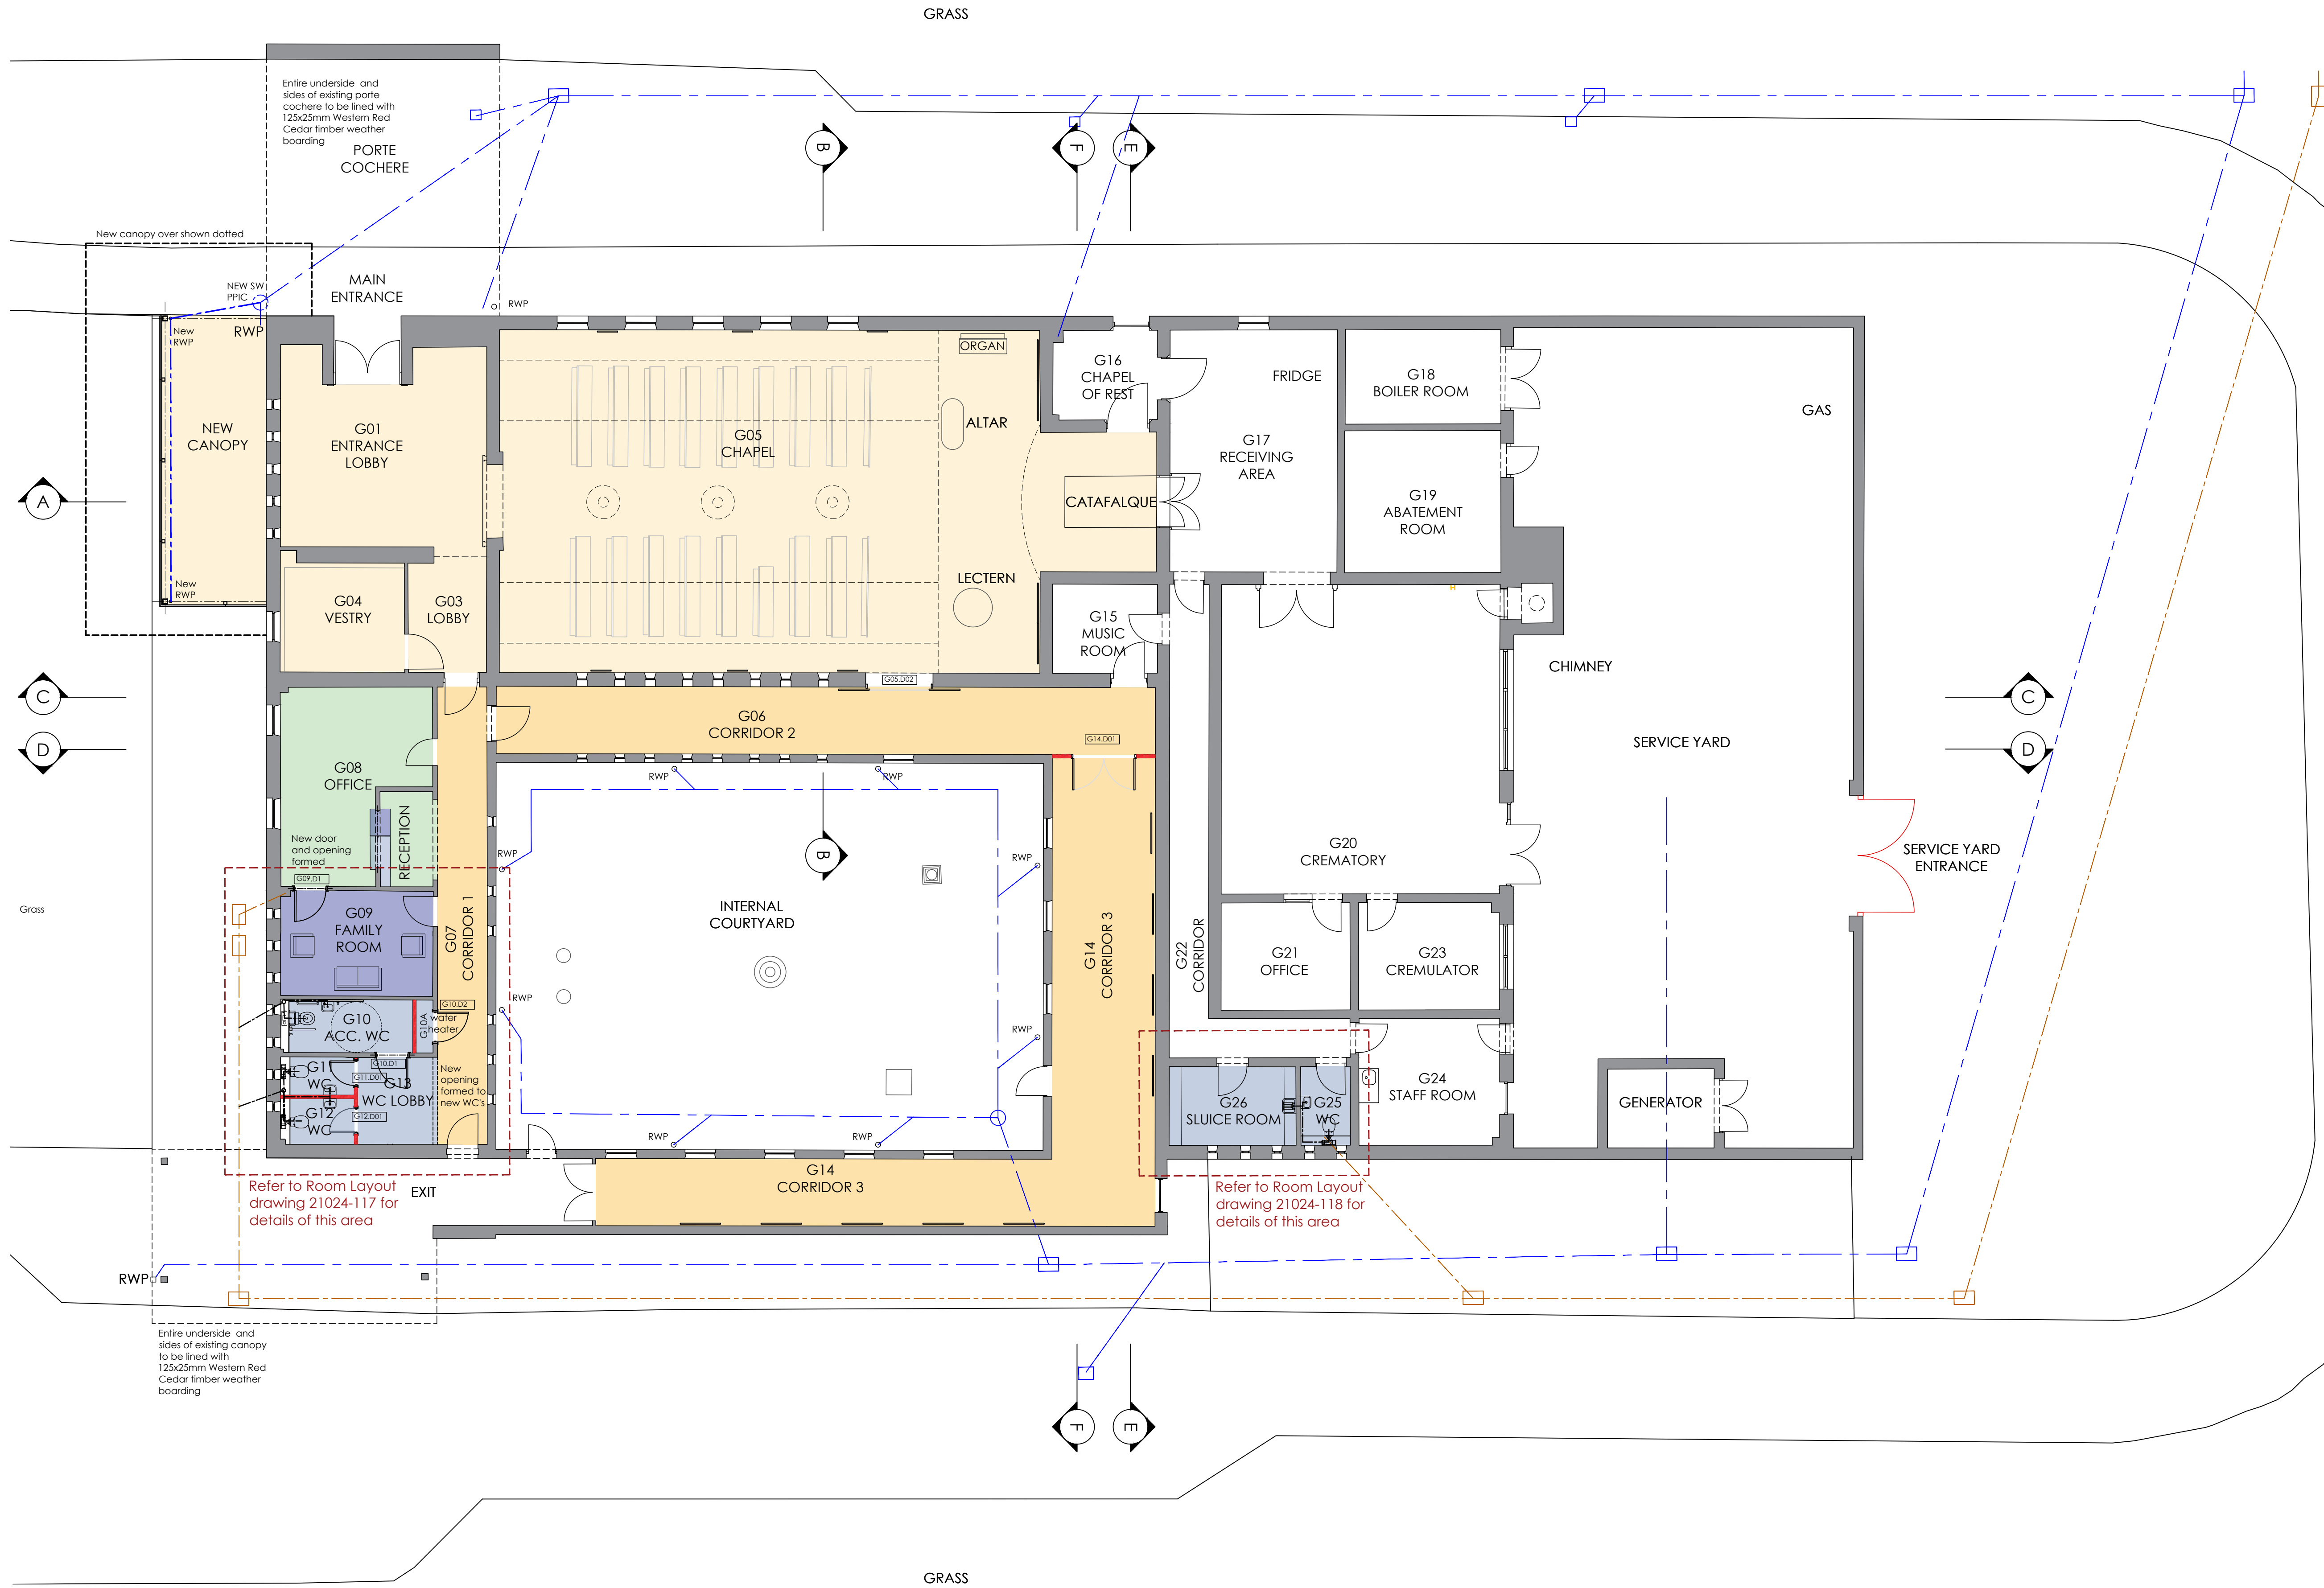 GRASS
Entire underside and
sides of existing porte
cochere to be lined with
125x25mm Western Red
Cedar timber weather
boarding
PORTE
COCHERE
B
F
E
New canopy over shown dotted
NEW SW
PPIC
MAIN
ENTRANCE
RWP
New
RWP
RWP
ORGAN
G16
CHAPEL
OF REST
FRIDGE
G18
BOILER ROOM
GAS
NEW
CANOPY
G01
ENTRANCE
LOBBY
G05
CHAPEL
ALTAR
G17
RECEIVING
AREA
A
CATAFALQUE
G19
ABATEMENT
ROOM
New
RWP
G04
VESTRY
G03
LOBBY
LECTERN
G15
MUSIC
ROOM
CHIMNEY
G05.D02
C
C
G06
CORRIDOR 2
G14.D01
D
SERVICE YARD
D
G08
OFFICE
RWP
RWP
RECEPTION
New door
and opening
formed
G09.D1
RWP
B
RWP
G20
CREMATORY
SERVICE YARD
ENTRANCE
Grass
G09
FAMILY
ROOM
G07
CORRIDOR 1
INTERNAL
COURTYARD
G14
CORRIDOR 3
G22
CORRIDOR
G21
OFFICE
G23
CREMULATOR
G10.D2
RWP
G10
ACC. WC
G10A
water
heater
RWP
G10.D1
G11
WC
G11.D01
G13
WC LOBBY
New
opening
formed to
new WC's
G12
WC
G12.D01
G24
STAFF ROOM
G26
SLUICE ROOM
G25
WC
GENERATOR
RWP
RWP
G14
CORRIDOR 3
Refer to Room Layout
drawing 21024-117 for
details of this area
EXIT
Refer to Room Layout
drawing 21024-118 for
details of this area
RWP
Entire underside and
sides of existing canopy
to be lined with
125x25mm Western Red
Cedar timber weather
boarding
F
E
GRASS